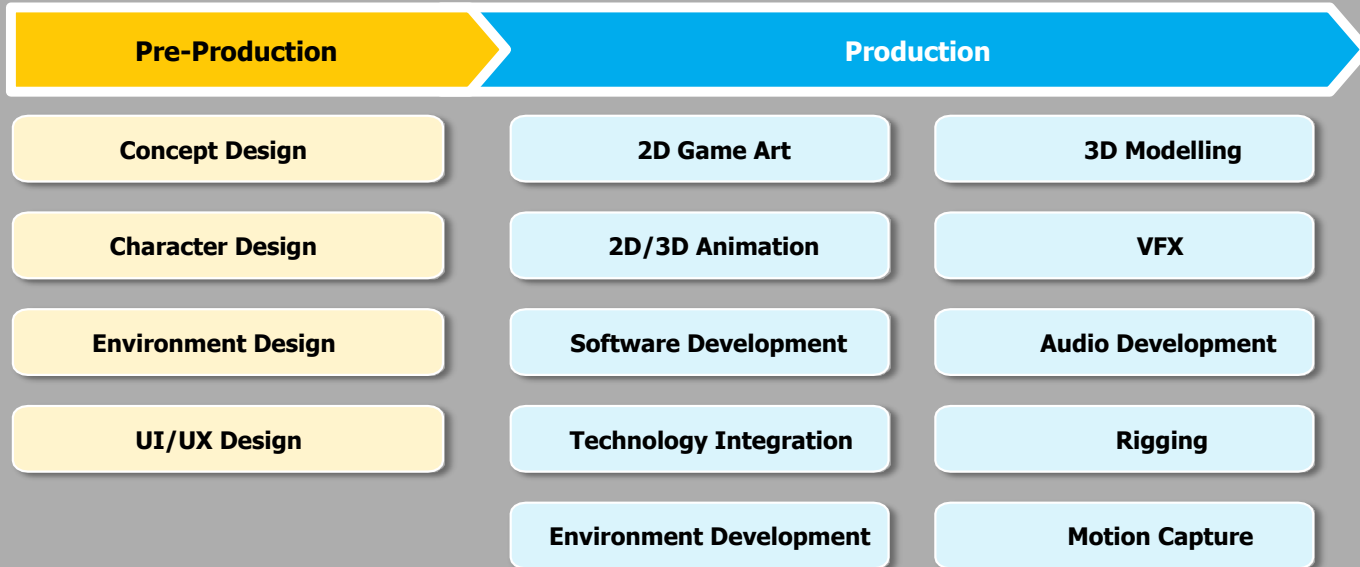 Pre-Production
Production
Concept Design
Character Design
Environment Design
UI/UX Design
2D Game Art
2D/3D Animation
Software Development
Technology Integration
Environment Development
3D Modelling
VFX
Audio Development
Rigging
Motion Capture